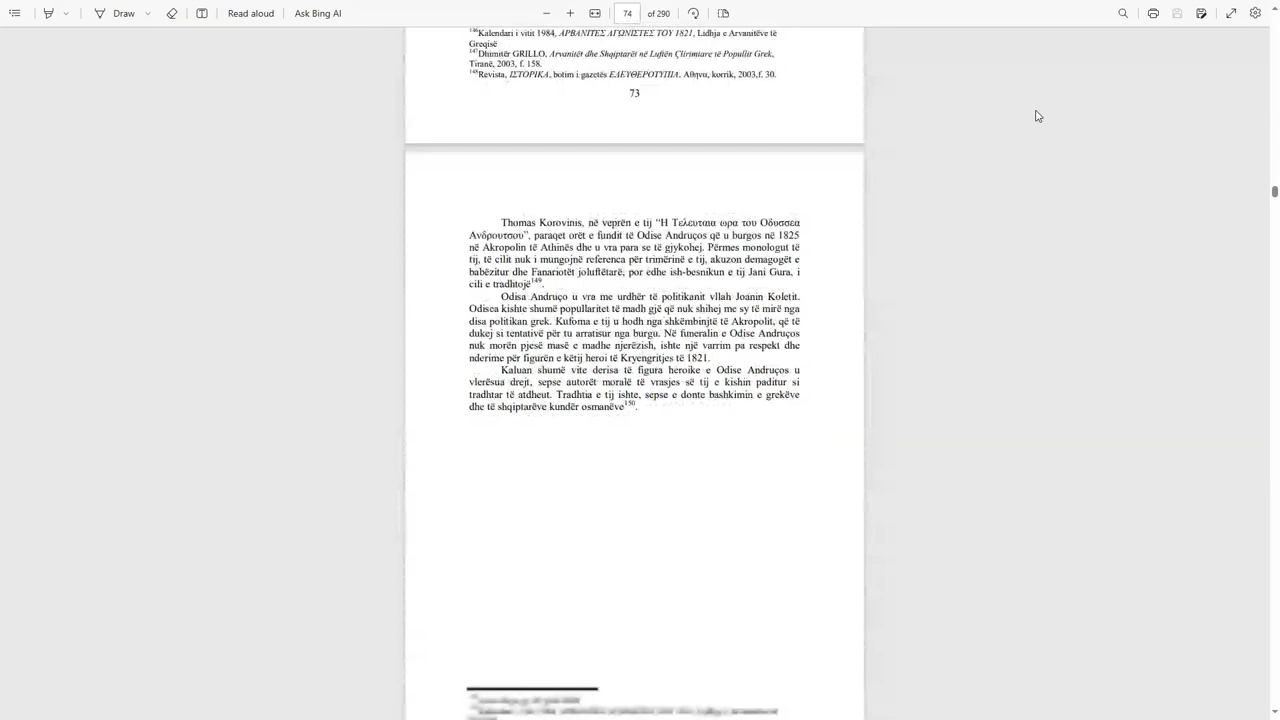 Draw
Read aloud
Ask Bing AI
74
of 290
¹⁴⁶Kalendari i vitit 1984, ΑΡΒΑΝΙΤΕΣ ΑΓΩΝΙΣΤΕΣ ΤΟΥ 1821, Lidhja e Arvanitëve të
Greqisë
¹⁴⁷Dhimitër GRILLO, Arvanitët dhe Shqiptarët në Luftën Çlirimtare të Popullit Grek,
Tiranë, 2003, f. 158.
¹⁴⁸Revista, ΙΣΤΟΡΙΚΑ, botim i gazetës ΕΛΕΥΘΕΡΟΤΥΠΙΑ, Αθηνα, korrik, 2003,f. 30.
73
Thomas Korovinis, në veprën e tij “Η Τελευταια ωρα του Οδυσσεα
Ανδρουτσου”, paraqet orët e fundit të Odise Andruços që u burgos në 1825
në Akropolin të Athinës dhe u vra para se të gjykohej. Përmes monologut të
tij, të cilit nuk i mungojnë referenca për trimërinë e tij, akuzon demagogët e
babëzitur dhe Fanariotët joluftëtarë, por edhe ish-besnikun e tij Jani Gura, i
cili e tradhtojë¹⁴⁹.
Odisa Andruço u vra me urdhër të politikanit vllah Joanin Koletit.
Odisea kishte shumë popullaritet të madh gjë që nuk shihej me sy të mirë nga
disa politikan grek. Kufoma e tij u hodh nga shkëmbinjtë të Akropolit, që të
dukej si tentativë për tu arratisur nga burgu. Në funeralin e Odise Andruços
nuk morën pjesë masë e madhe njerëzish, ishte një varrim pa respekt dhe
nderime për figurën e këtij heroi të Kryengritjes të 1821.
Kaluan shumë vite derisa të figura heroike e Odise Andruços u
vlerësua drejt, sepse autorët moralë të vrasjes së tij e kishin paditur si
tradhtar të atdheut. Tradhtia e tij ishte, sepse e donte bashkimin e grekëve
dhe të shqiptarëve kundër osmanëve¹⁵⁰.